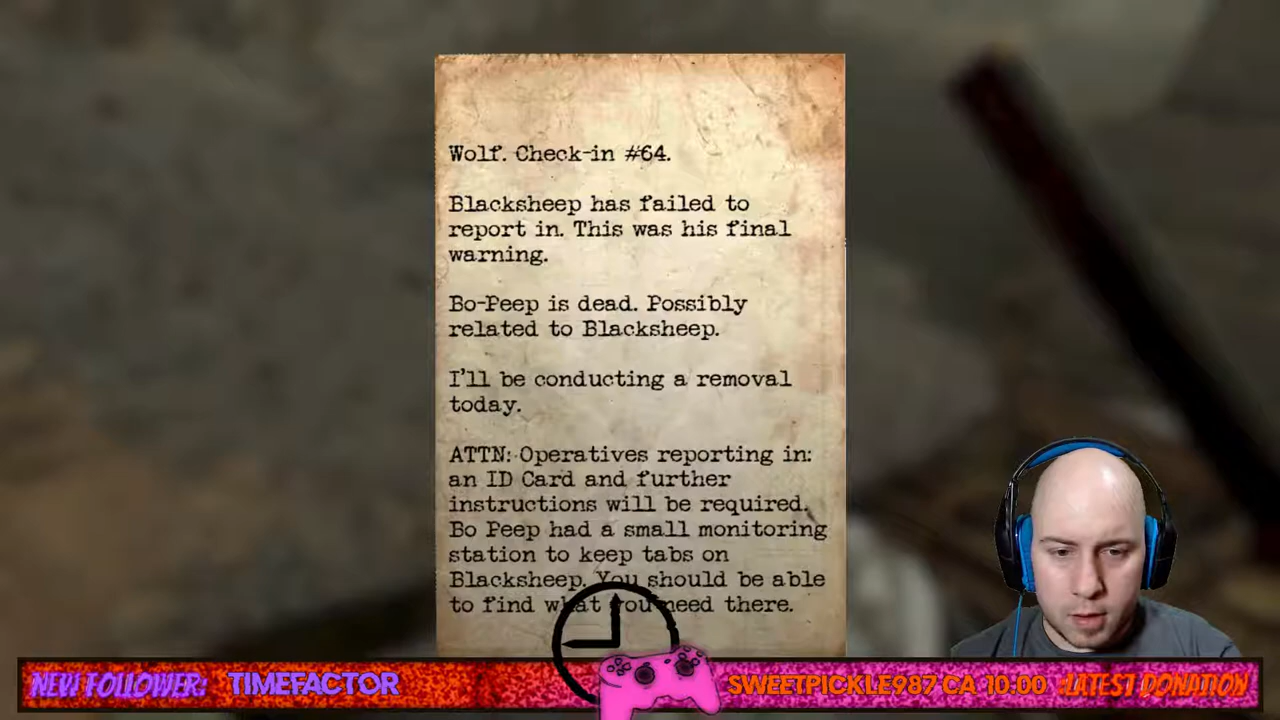 Wolf. Check-in #64.
Blacksheep has failed to
report in. This was his final
warning.
Bo-Peep is dead. Possibly
related to Blacksheep.
I'll be conducting a removal
today.
ATTN: Operatives reporting in:
an ID Card and further
instructions will be required.
Bo Peep had a small monitoring
station to keep tabs on
Blacksheep. You should be able
to find what you need there.
NEW FOLLOWER: TIMEFACTOR
SWEETPICKLE987 CA 10.00 :LATEST DONATION